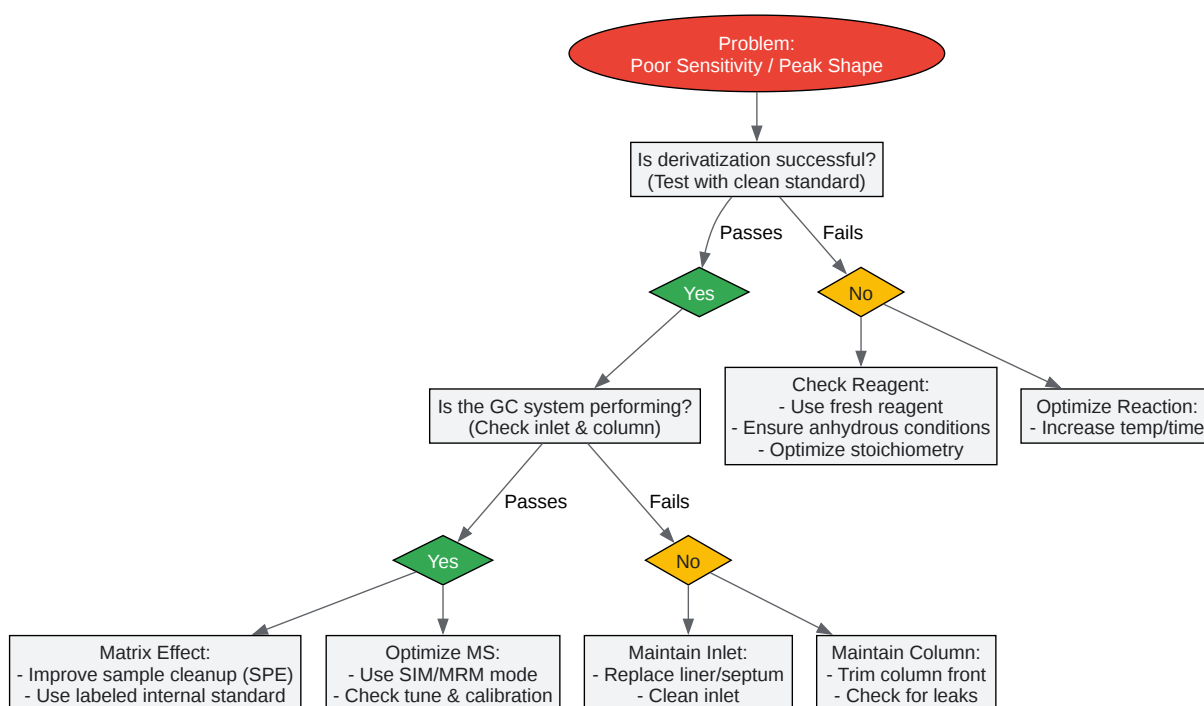 Problem:
Poor Sensitivity / Peak Shape
Is derivatization successful?
(Test with clean standard)
Passes
Fails
Yes
No
Is the GC system performing?
(Check inlet & column)
Check Reagent:
- Use fresh reagent
- Ensure anhydrous conditions
- Optimize stoichiometry
Optimize Reaction:
- Increase temp/time
Passes
Fails
Yes
No
Matrix Effect:
- Improve sample cleanup (SPE)
- Use labeled internal standard
Optimize MS:
- Use SIM/MRM mode
- Check tune & calibration
Maintain Inlet:
- Replace liner/septum
- Clean inlet
Maintain Column:
- Trim column front
- Check for leaks